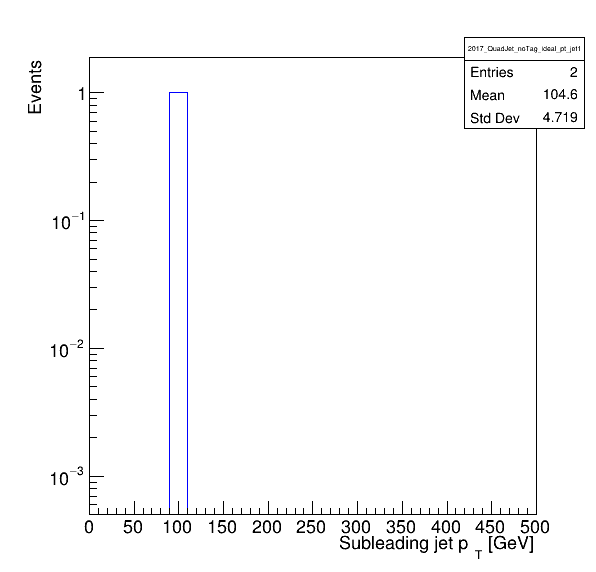 2017_QuadJet_noTag_ideal_pt_jet1
Entries 2
Mean 104.6
Std Dev 4.719
Events
1
10−1
10−2
10−3
0 50 100 150 200 250 300 350 400 450 500
Subleading jet p T [GeV]